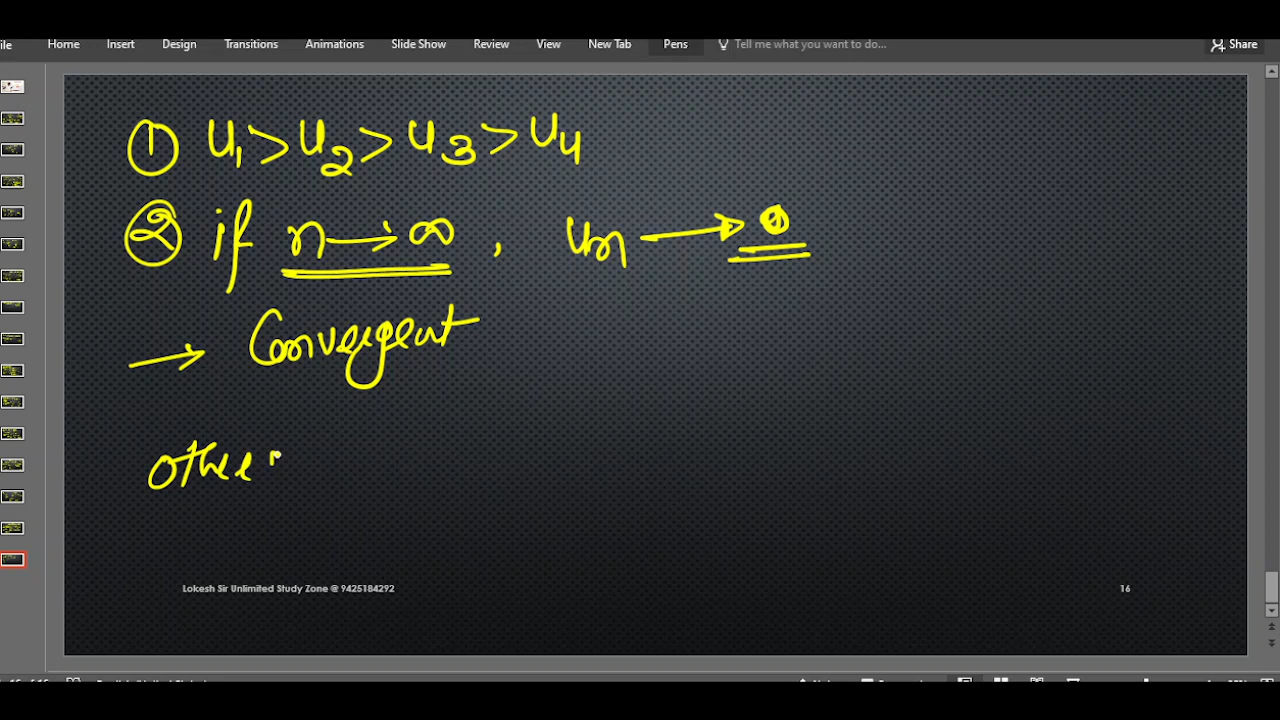 File Home Insert Design Transitions Animations Slide Show Review View New Tab Pens Tell me what you want to do... Share
① U1 > U2 > U3 > U4
② if n → ∞, un → 0
→ Convergent
other
Lokesh Sir Unlimited Study Zone @ 9425184292 16